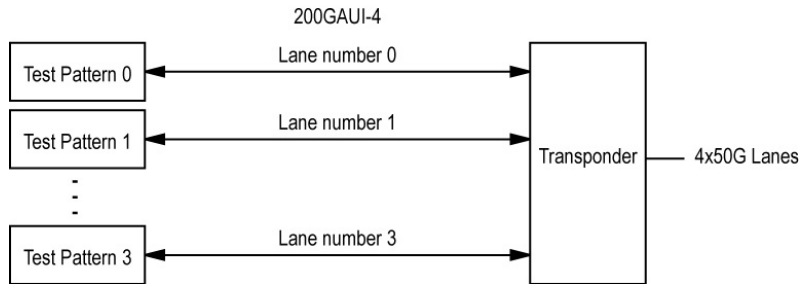 200GAUI-4
Test Pattern 0
Lane number 0
Test Pattern 1
Lane number 1
Transponder
4x50G Lanes
Test Pattern 3
Lane number 3